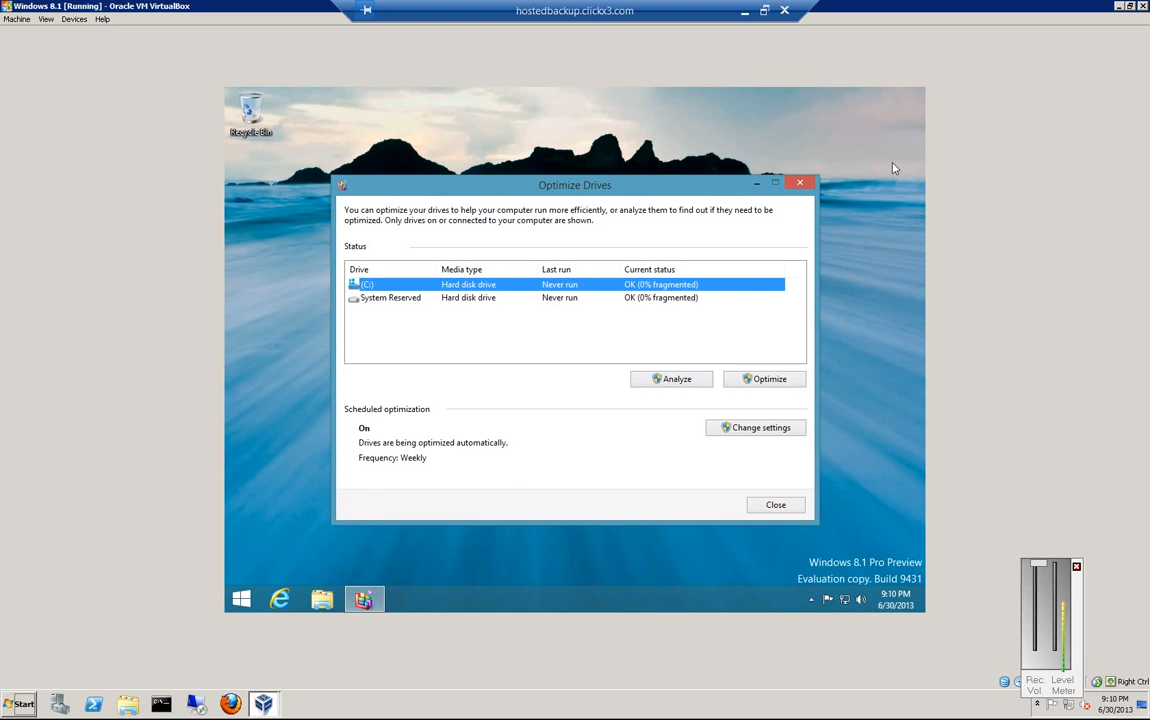 Windows 8.1 [Running] - Oracle VM VirtualBox
hostedbackup.clickx3.com
Machine View Devices Help
Recycle Bin
Optimize Drives
You can optimize your drives to help your computer run more efficiently, or analyze them to find out if they need to be
optimized. Only drives on or connected to your computer are shown.
Status
Drive Media type Last run Current status
(C:) Hard disk drive Never run OK (0% fragmented)
System Reserved Hard disk drive Never run OK (0% fragmented)
Analyze Optimize
Scheduled optimization
On
Change settings
Drives are being optimized automatically.
Frequency: Weekly
Close
Windows 8.1 Pro Preview
Evaluation copy. Build 9431
9:10 PM
6/30/2013
Rec. Vol.
Level Meter
Right Ctrl
Start
9:10 PM
6/30/2013